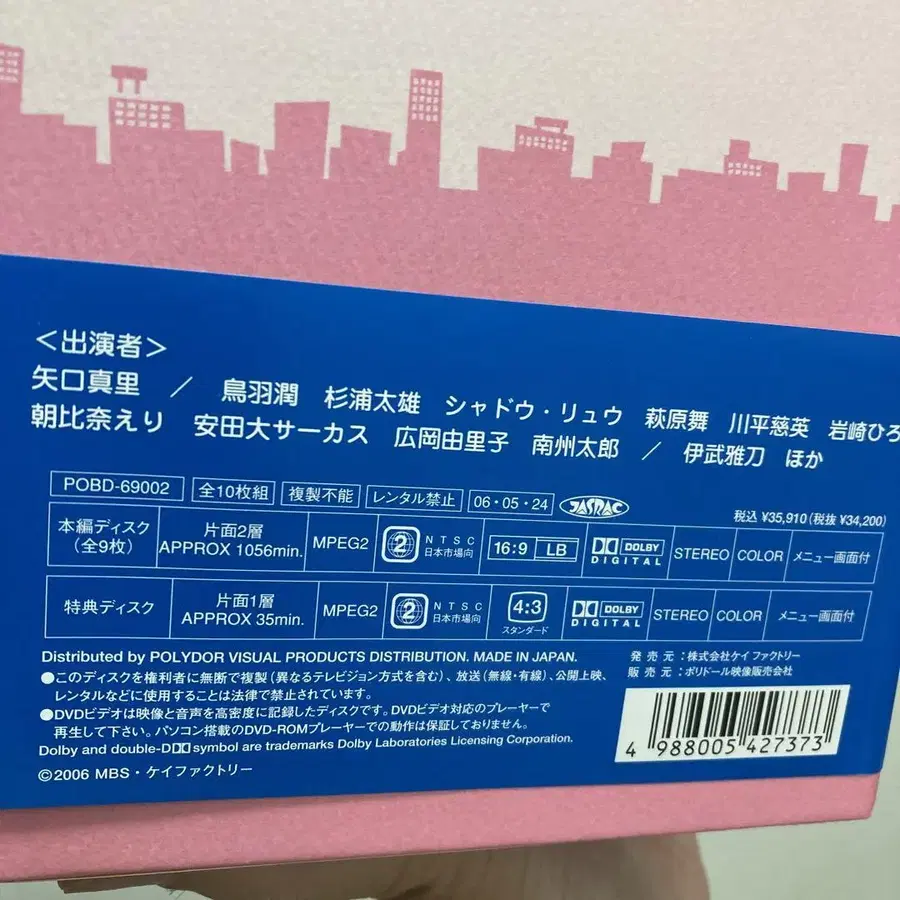 ＜出演者＞
矢口真里 ／ 鳥羽潤 杉浦太雄 シャドウ・リュウ 萩原舞 川平慈英 岩崎ひろ
朝比奈えり 安田大サーカス 広岡由里子 南州太郎 ／ 伊武雅刀 ほか
POBD-69002 全10枚組 複製不能 レンタル禁止 06・05・24 JASRAC 税込 ¥35,910(税抜 ¥34,200)
本編ディスク (全9枚) 片面2層 APPROX 1056min. MPEG2 2 NTSC 日本市場向 16:9 LB DOLBY DIGITAL STEREO COLOR メニュー画面付
特典ディスク 片面1層 APPROX 35min. MPEG2 2 NTSC 日本市場向 4:3 スタンダード DOLBY DIGITAL STEREO COLOR メニュー画面付
Distributed by POLYDOR VISUAL PRODUCTS DISTRIBUTION. MADE IN JAPAN.
●このディスクを権利者に無断で複製(異なるテレビジョン方式を含む)、放送(無線・有線)、公開上映、
レンタルなどに使用することは法律で禁止されています。
●DVDビデオは映像と音声を高密度に記録したディスクです。DVDビデオ対応のプレーヤーで
再生して下さい。パソコン搭載のDVD-ROMプレーヤーでの動作は保証しておりません。
Dolby and double-D symbol are trademarks Dolby Laboratories Licensing Corporation.
©2006 MBS・ケイファクトリー
発売元:株式会社ケイファクトリー
販売元:ポリドール映像販売会社
4 988005 427373